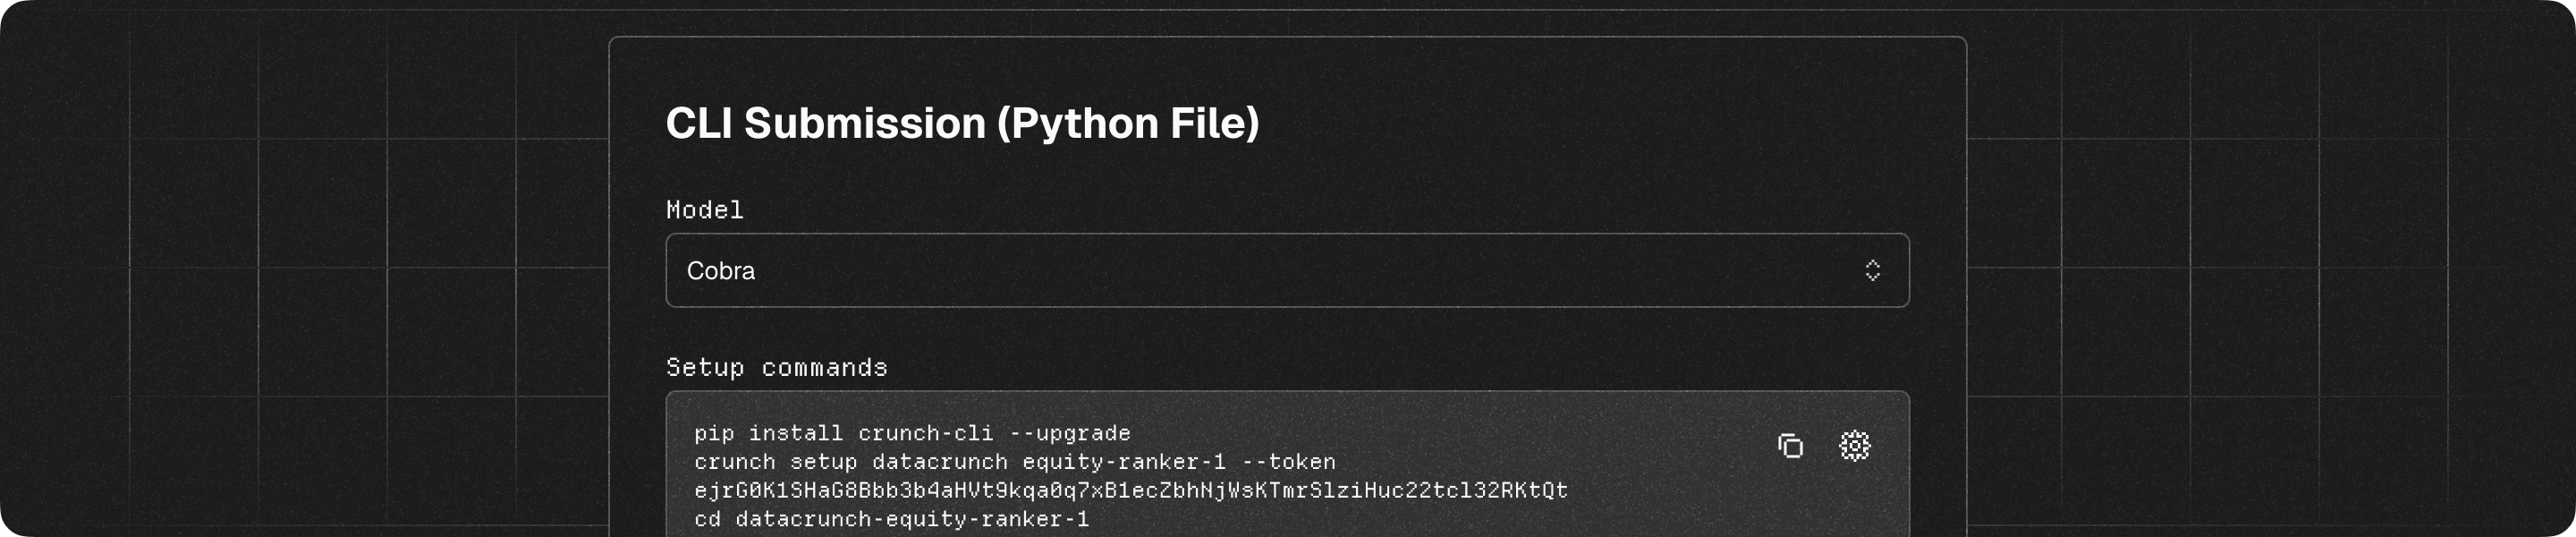 CLI Submission (Python File)
Model
Cobra
Setup commands
pip install crunch-cli --upgrade
crunch setup datacrunch equity-ranker-1 --token
ejrG0K1SHaG8Bbb3b4aHVt9kqa0q7xB1ecZbhNjWsKTmrSlziHuc22tcl32RKtQt
cd datacrunch-equity-ranker-1